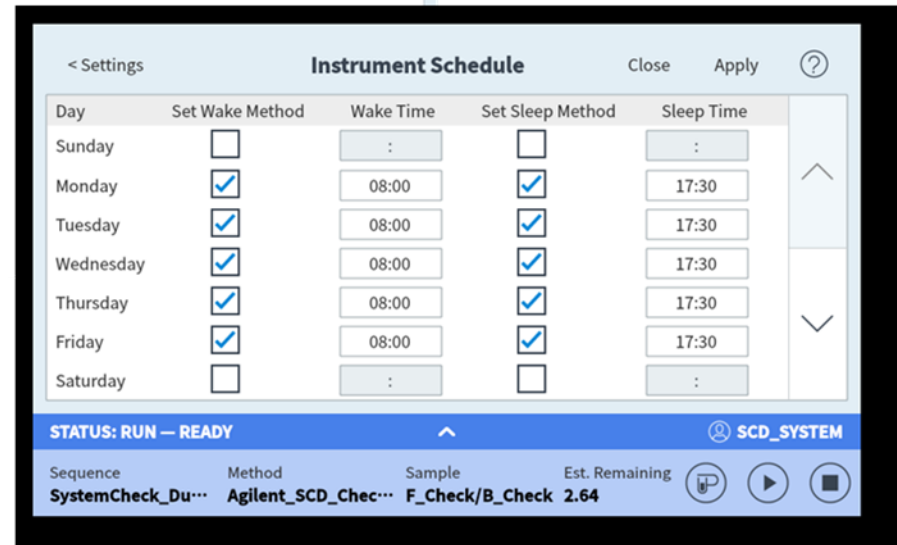 < Settings Instrument Schedule Close Apply ?
Day Set Wake Method Wake Time Set Sleep Method Sleep Time
Sunday : :
Monday 08:00 17:30
Tuesday 08:00 17:30
Wednesday 08:00 17:30
Thursday 08:00 17:30
Friday 08:00 17:30
Saturday : :
STATUS: RUN — READY SCD_SYSTEM
Sequence Method Sample Est. Remaining
SystemCheck_Du··· Agilent_SCD_Chec··· F_Check/B_Check 2.64